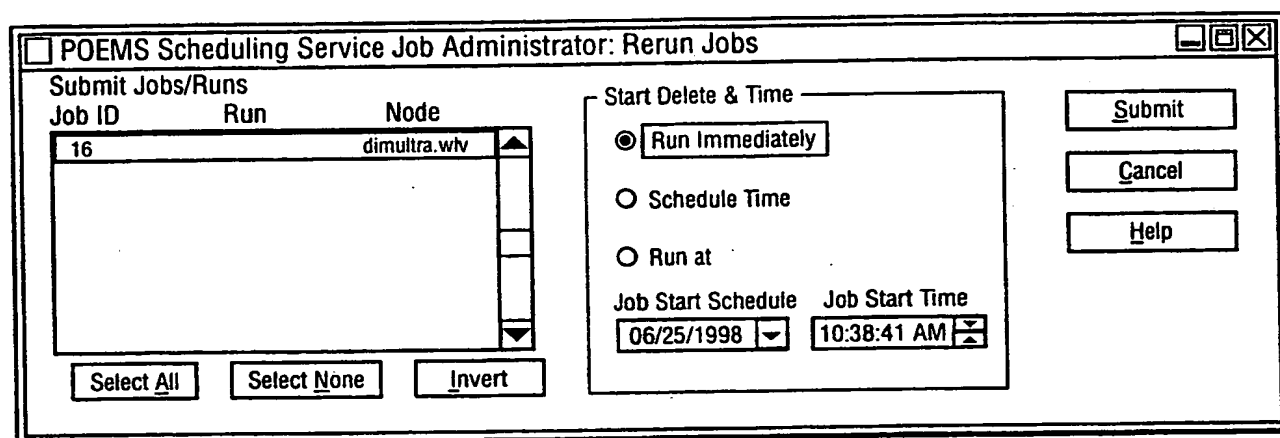 POEMS Scheduling Service Job Administrator: Rerun Jobs
Submit Jobs/Runs
Job ID Run Node
16 dimultra.wlv
Select All Select None Invert
Start Delete & Time
Run Immediately
Schedule Time
Run at
Job Start Schedule Job Start Time
06/25/1998 10:38:41 AM
Submit
Cancel
Help